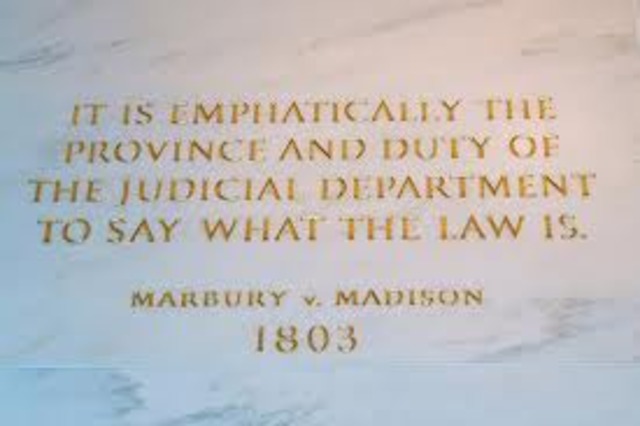 IT IS EMPHATICALLY THE
PROVINCE AND DUTY OF
THE JUDICIAL DEPARTMENT
TO SAY WHAT THE LAW IS.
MARBURY v. MADISON
1803